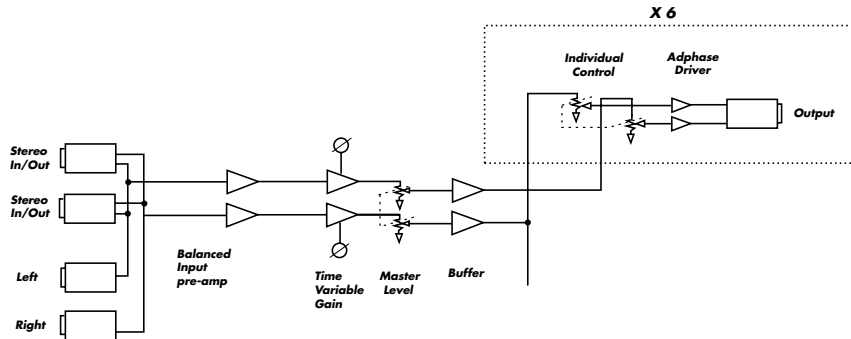 X 6
Individual
Control
Adphase
Driver
Output
Stereo
In/Out
Stereo
In/Out
Left
Right
Balanced
Input
pre-amp
Time
Variable
Gain
Master
Level
Buffer